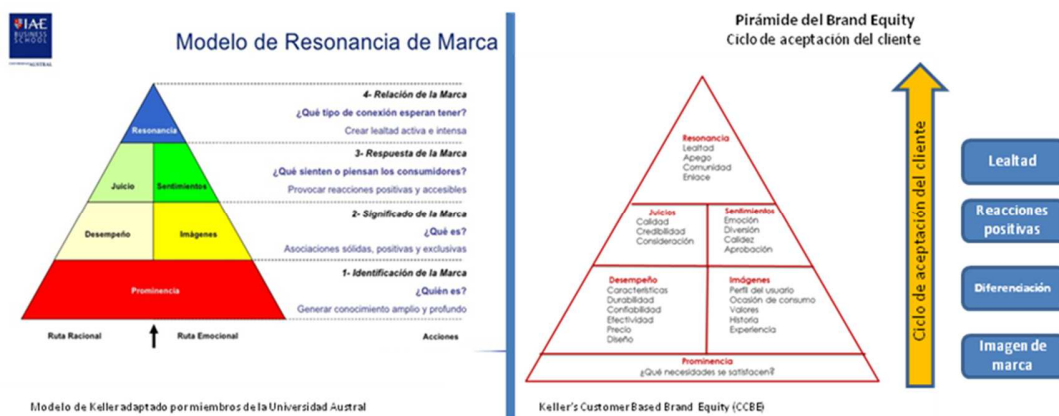 IAE
BUSINESS
SCHOOL
Modelo de Resonancia de Marca
4- Relación de la Marca
¿Qué tipo de conexión esperan tener?
Crear lealtad activa e intensa
Resonancia
3- Respuesta de la Marca
¿Qué sienten o piensan los consumidores?
Provocar reacciones positivas y accesibles
Juicio
Sentimientos
2- Significado de la Marca
¿Qué es?
Asociaciones sólidas, positivas y exclusivas
Desempeño
Imágenes
1- Identificación de la Marca
¿Quién es?
Generar conocimiento amplio y profundo
Prominencia
Ruta Racional
Ruta Emocional
Acciones
Modelo de Keller adaptado por miembros de la Universidad Austral
Pirámide del Brand Equity
Ciclo de aceptación del cliente
Resonancia
Lealtad
Apego
Comunidad
Enlace
Juicios
Calidad
Credibilidad
Consideración
Sentimientos
Emoción
Diversión
Calidez
Aprobación
Desempeño
Características
Durabilidad
Confiabilidad
Efectividad
Precio
Diseño
Imágenes
Perfil del usuario
Ocasión de consumo
Valores
Historia
Experiencia
Prominencia
¿Qué necesidades se satisfacen?
Ciclo de aceptación del cliente
Lealtad
Reacciones
positivas
Diferenciación
Imagen de
marca
Keller's Customer Based Brand Equity (CCBE)